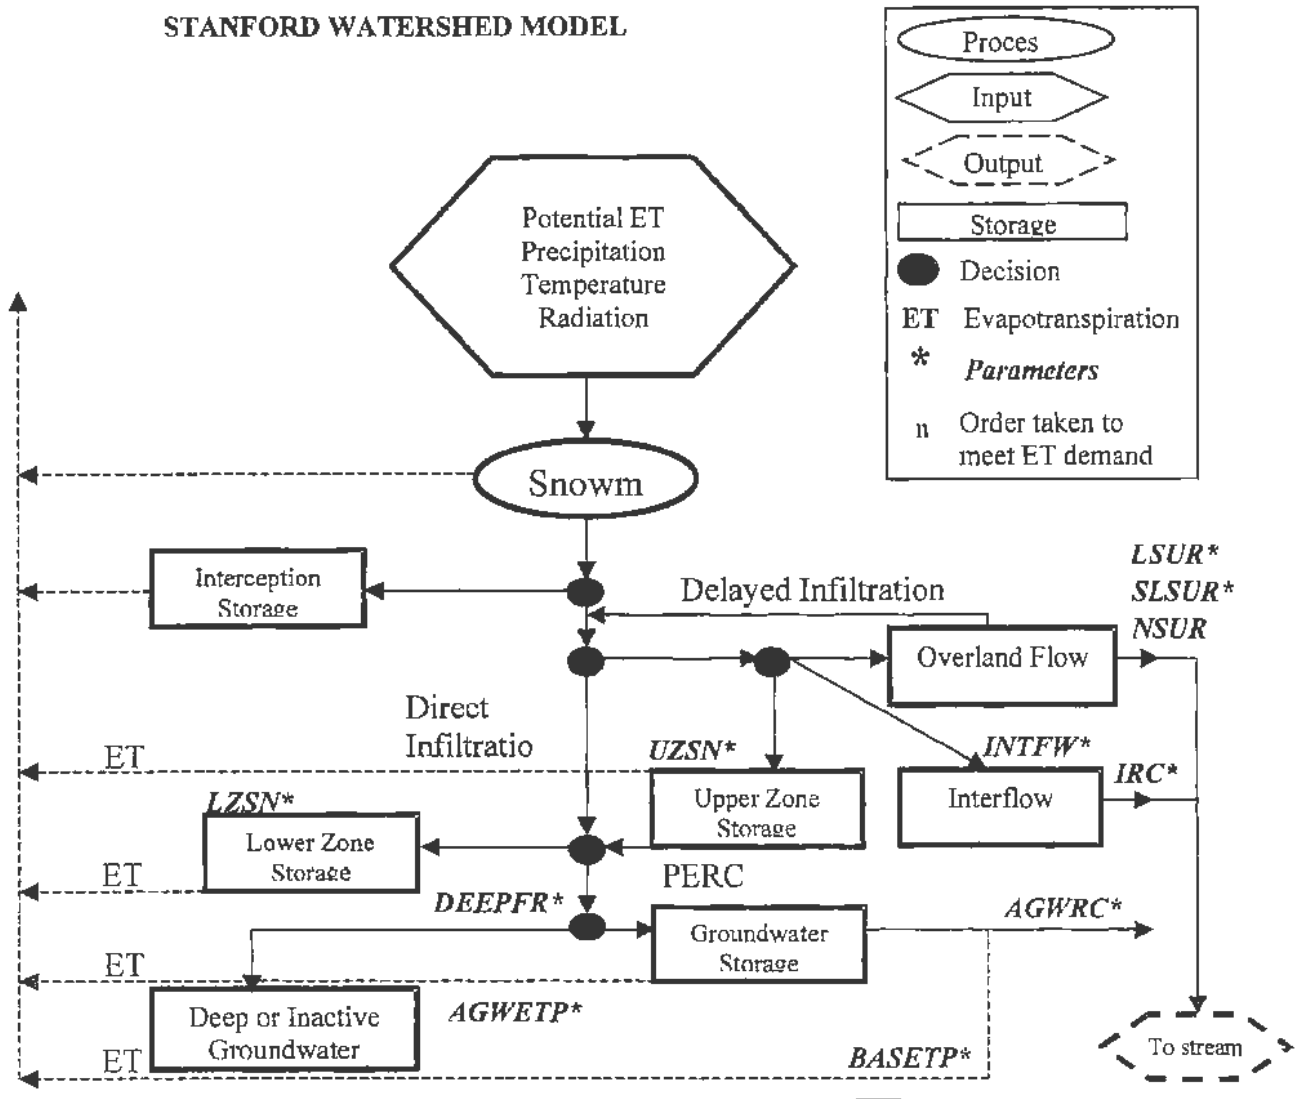 STANFORD WATERSHED MODEL
Proces
Input
Output
Storage
Decision
ET Evapotranspiration
* Parameters
n Order taken to
meet ET demand
Potential ET
Precipitation
Temperature
Radiation
Snowm
Interception
Storage
Delayed Infiltration
LSUR*
SLSUR*
NSUR
Overland Flow
Direct
Infiltratio
ET
UZSN*
INTFW*
IRC*
Upper Zone
Storage
Interflow
LZSN*
Lower Zone
Storage
ET
PERC
DEEPFR*
AGWRC*
Groundwater
Storage
ET
AGWETP*
Deep or Inactive
Groundwater
ET
BASETP*
To stream